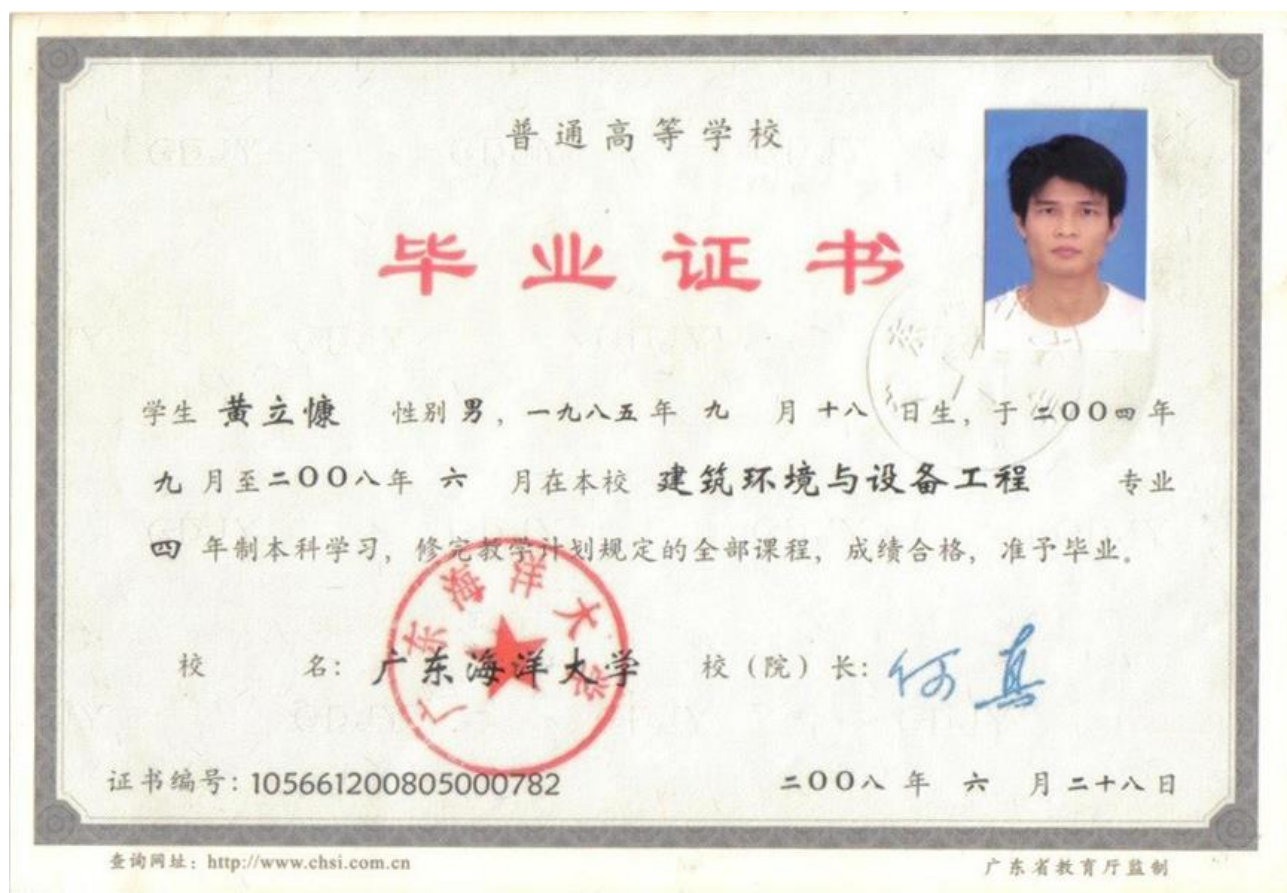 普通高等学校
毕业证书
学生 黄立慷 性别 男，一九八五年 九 月 十八 日生，于 二〇〇四年
九 月至二〇〇八年 六 月在本校 建筑环境与设备工程 专业
四 年制本科学习，修完教学计划规定的全部课程，成绩合格，准予毕业。
广东海洋大学
校 名：广东海洋大学 校（院）长：何真
证书编号：105661200805000782 二〇〇八 年 六 月 二十八 日
查询网址：http://www.chsi.com.cn 广东省教育厅监制